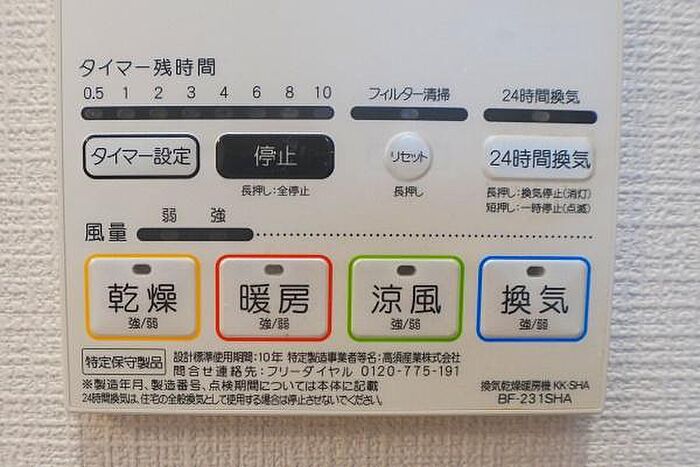 タイマー残時間
0.5 1 2 3 4 6 8 10
フィルター清掃
24時間換気
タイマー設定
停止
長押し:全停止
リセット
長押し
24時間換気
長押し:換気停止(消灯)
短押し:一時停止(点滅)
弱 強
風量
乾燥
強/弱
暖房
強/弱
涼風
強/弱
換気
強/弱
特定保守製品
設計標準使用期間:10年 特定製造事業者等名:高須産業株式会社
問合せ連絡先:フリーダイヤル 0120-775-191
※製造年月、製造番号、点検期間については本体に記載
24時間換気は、住宅の全般換気として使用する場合は停止させないでください。
換気乾燥暖房機 KK-SHA
BF-231SHA